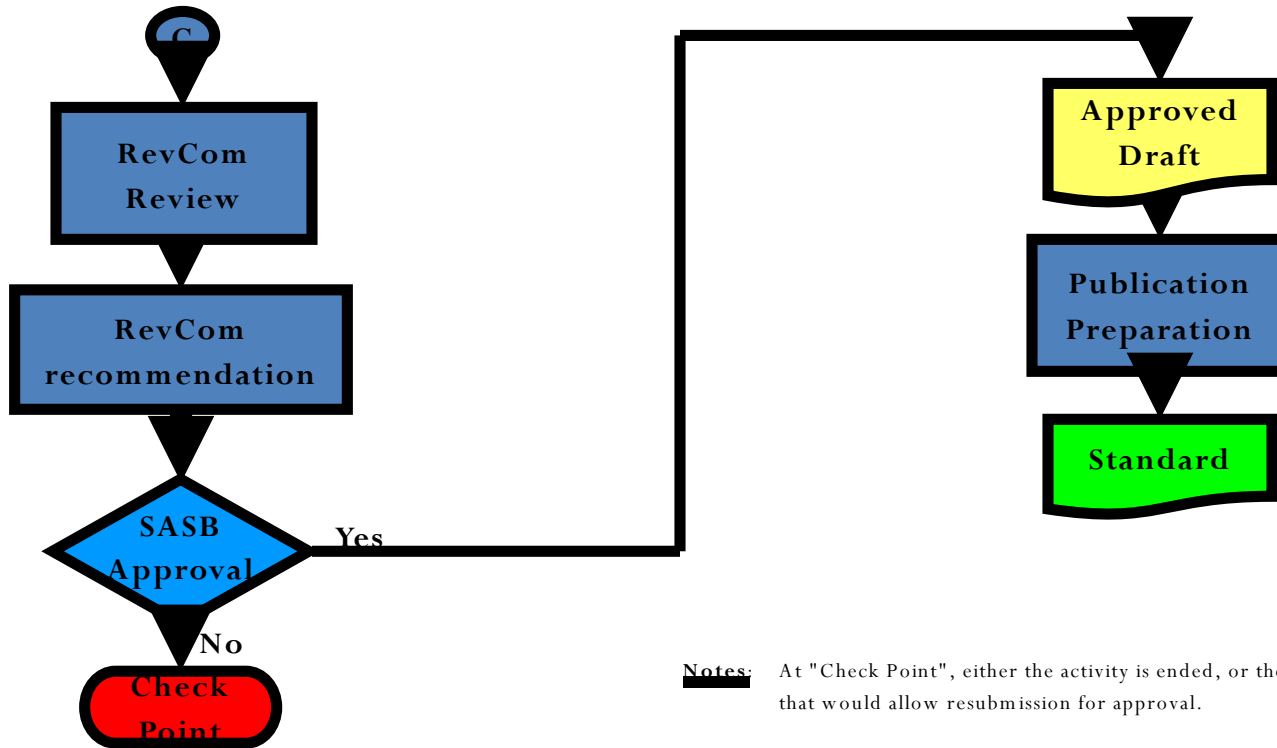 C
RevCom
Review
RevCom
recommendation
SASB
Approval
Yes
No
Check
Point
Approved
Draft
Publication
Preparation
Standard
Notes: At "Check Point", either the activity is ended, or the
that would allow resubmission for approval.